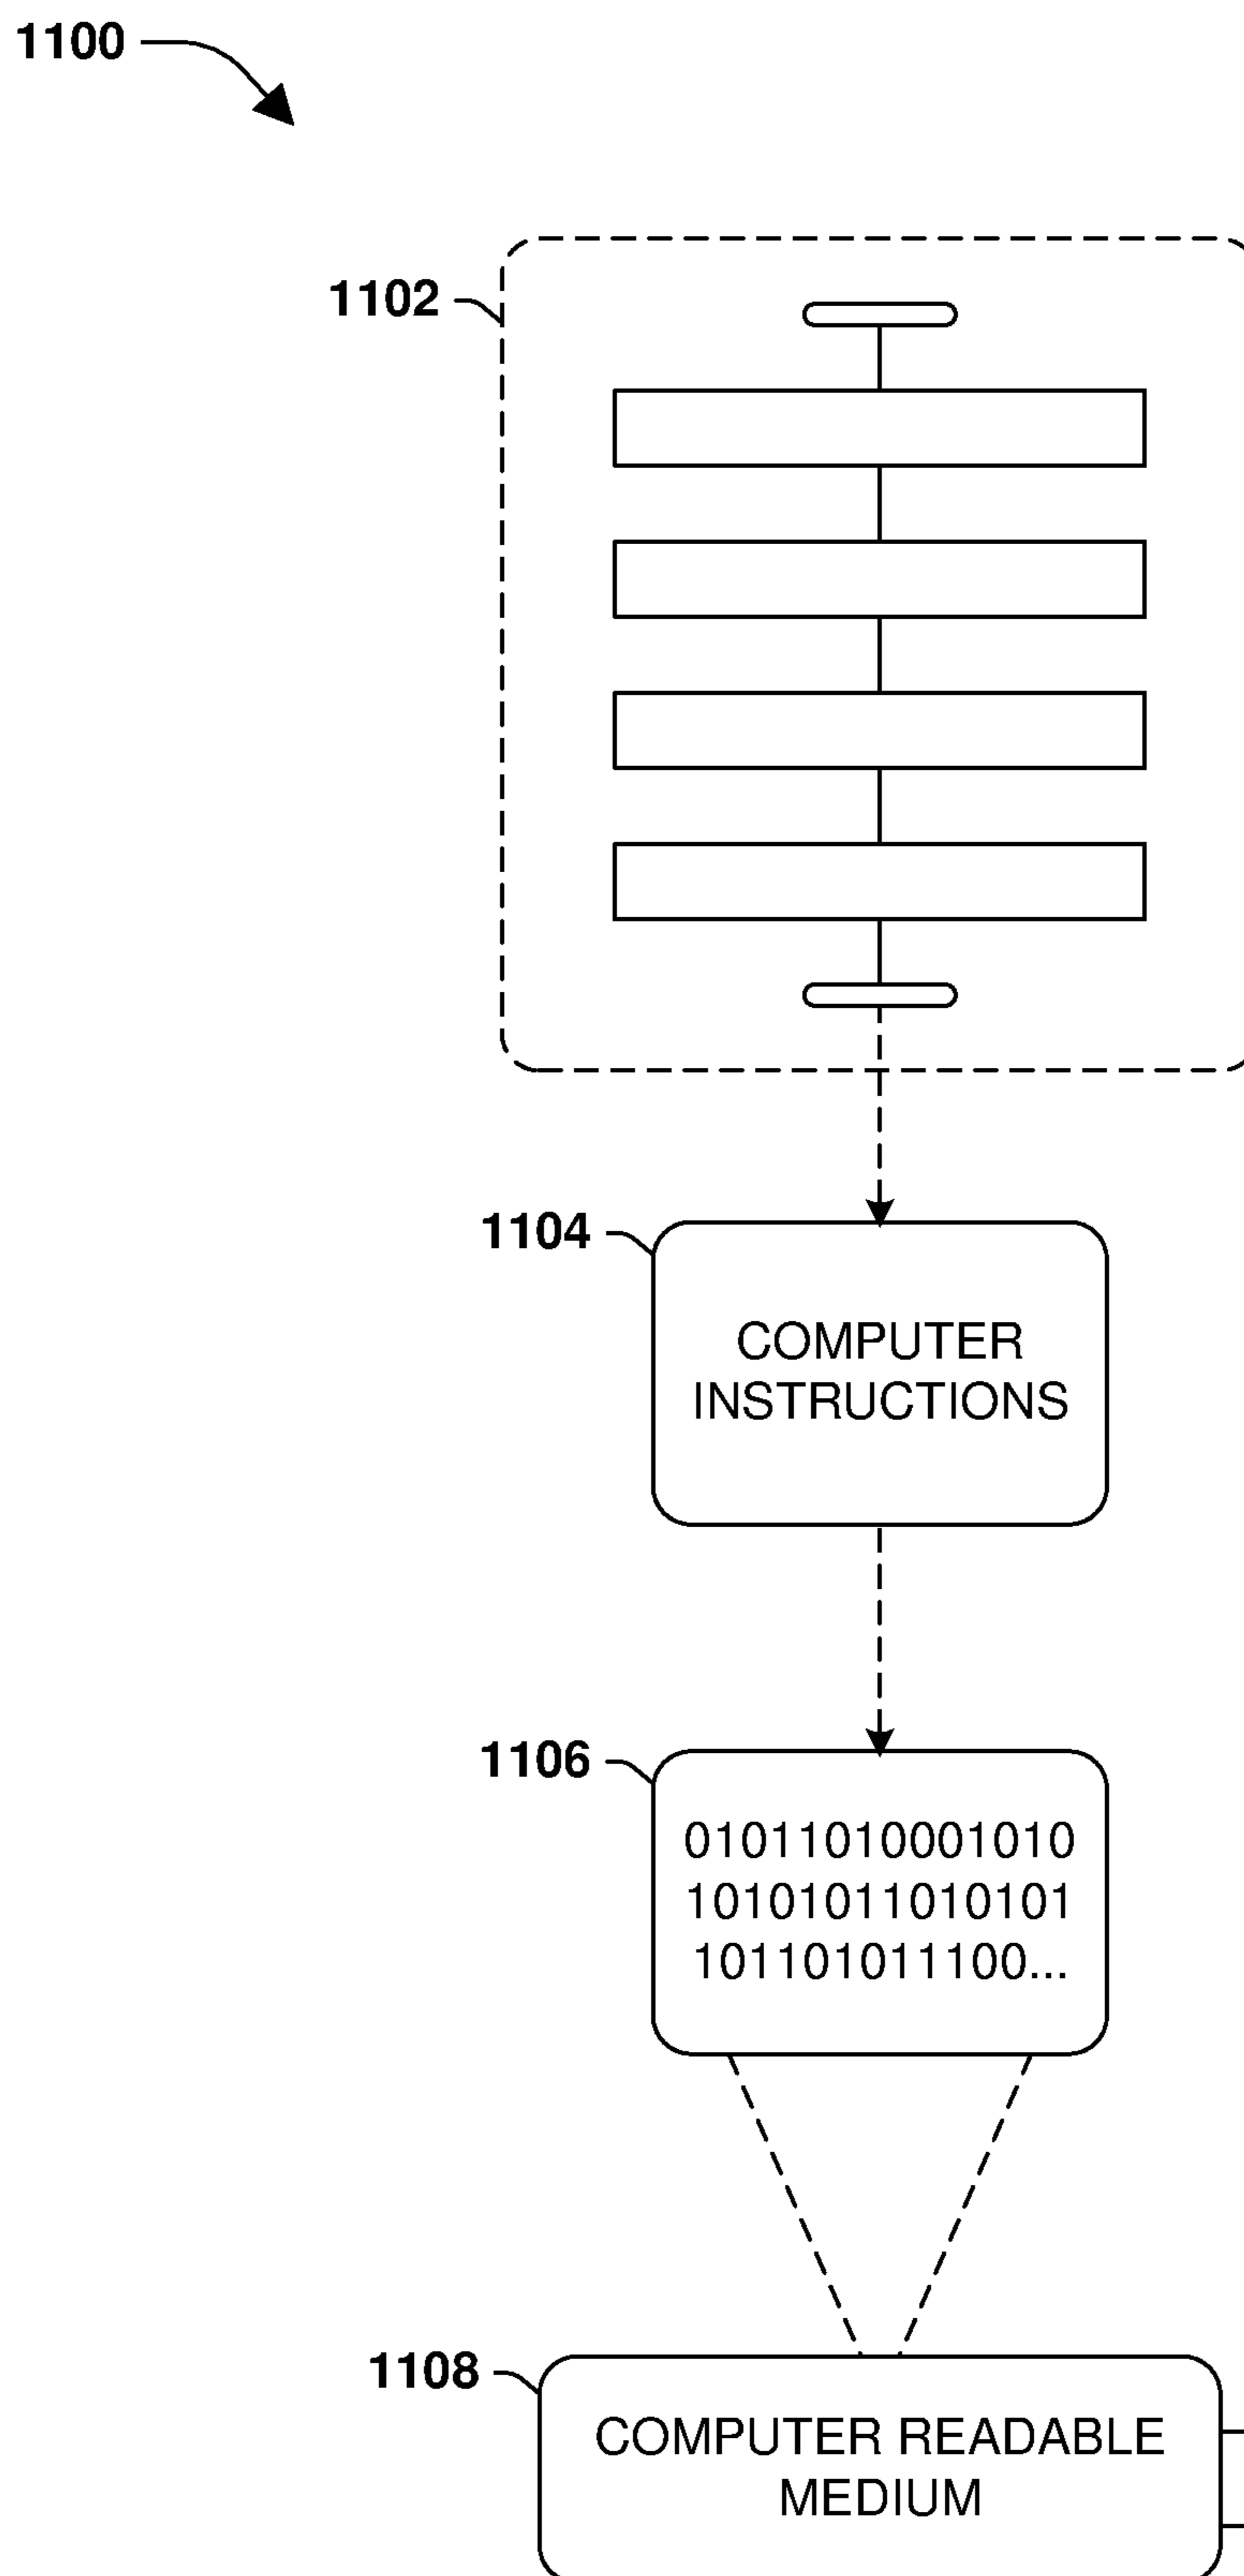 1100
1102
1104
COMPUTER
INSTRUCTIONS
1106
01011010001010
10101011010101
101101011100...
1108
COMPUTER READABLE
MEDIUM